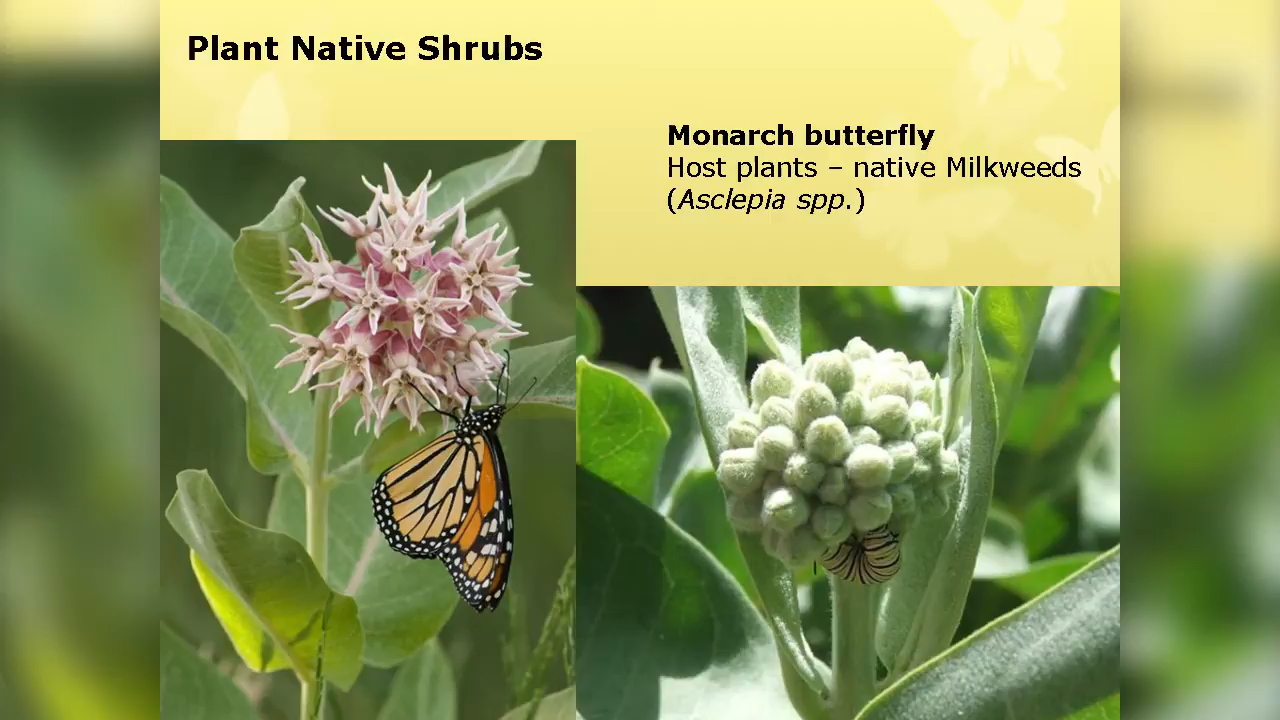 Plant Native Shrubs
Monarch butterfly
Host plants – native Milkweeds
(Asclepia spp.)